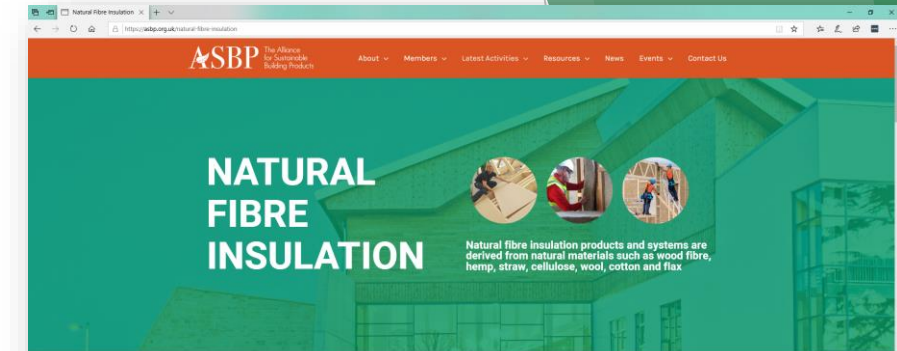 Natural Fibre Insulation
https://asbp.org.uk/natural-fibre-insulation
ASBP The Alliance
for Sustainable
Building Products
About
Members
Latest Activities
Resources
News
Events
Contact Us
NATURAL
FIBRE
INSULATION
Natural fibre insulation products and systems are
derived from natural materials such as wood fibre,
hemp, straw, cellulose, wool, cotton and flax